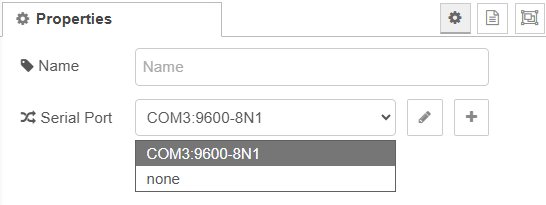 Properties
Name
Name
Serial Port
COM3:9600-8N1
COM3:9600-8N1
none